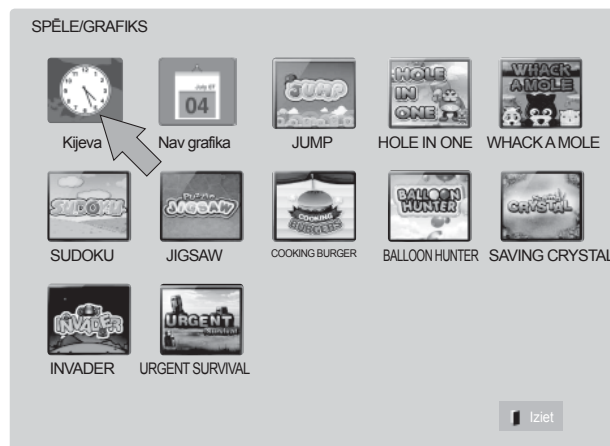 SPĒLE/GRAFIKS
July 07
04
JUMP
HOLE IN ONE
WHACK A MOLE
Kijeva
Nav grafika
JUMP
HOLE IN ONE
WHACK A MOLE
SUDOKU
PUZZLE JIGSAW
COOKING BURGERS
BALLOON HUNTER
CRYSTAL
SUDOKU
JIGSAW
COOKING BURGER
BALLOON HUNTER
SAVING CRYSTAL
INVADER
URGENT Survival
INVADER
URGENT SURVIVAL
Iziet